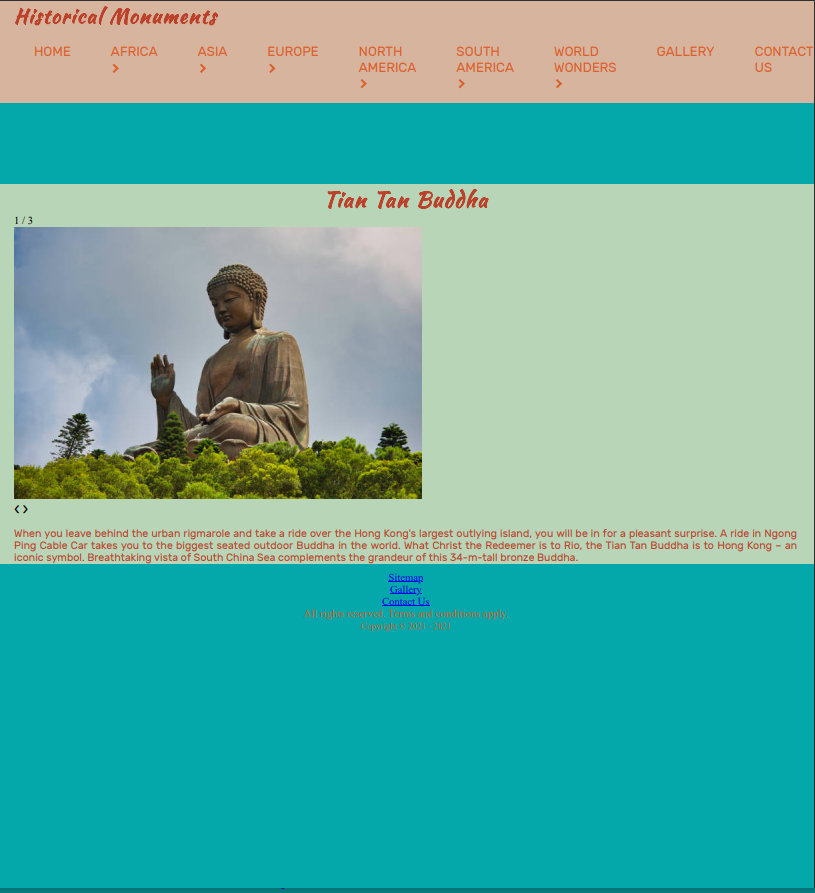 Historical Monuments
HOME AFRICA ASIA EUROPE NORTH AMERICA SOUTH AMERICA WORLD WONDERS GALLERY CONTACT US
Tian Tan Buddha
1 / 3
When you leave behind the urban rigmarole and take a ride over the Hong Kong's largest outlying island, you will be in for a pleasant surprise. A ride in Ngong
Ping Cable Car takes you to the biggest seated outdoor Buddha in the world. What Christ the Redeemer is to Rio, the Tian Tan Buddha is to Hong Kong – an
iconic symbol. Breathtaking vista of South China Sea complements the grandeur of this 34-m-tall bronze Buddha.
Sitemap
Gallery
Contact Us
All rights reserved. Terms and conditions apply
Copyright © 2021 -